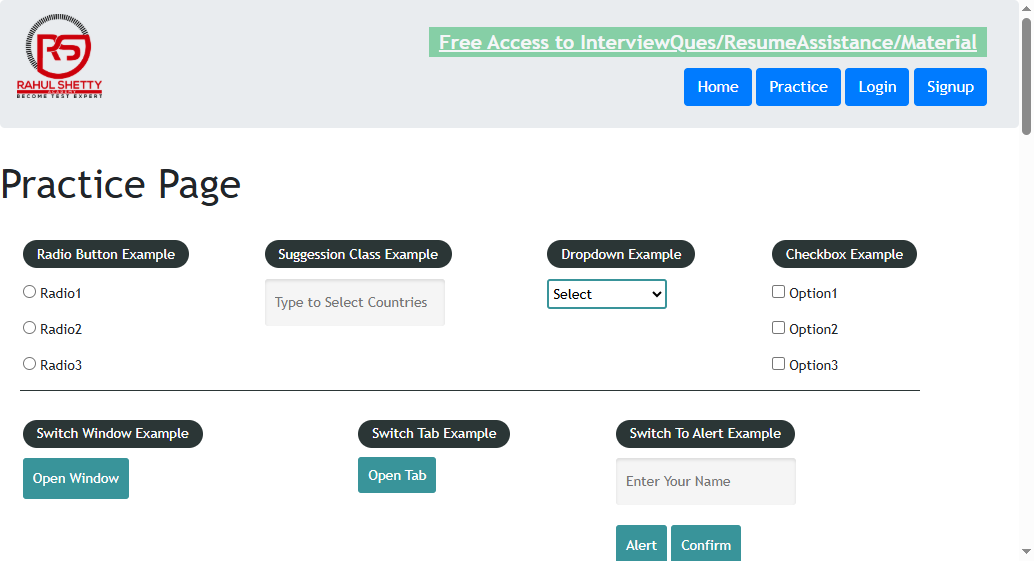 RS
RAHUL SHETTY
ACADEMY
BECOME TEST EXPERT
Free Access to InterviewQues/ResumeAssistance/Material
Home Practice Login Signup
Practice Page
Radio Button Example Suggession Class Example Dropdown Example Checkbox Example
Radio1 Type to Select Countries Select Option1
Radio2 Option2
Radio3 Option3
Switch Window Example Switch Tab Example Switch To Alert Example
Open Window Open Tab Enter Your Name
Alert Confirm